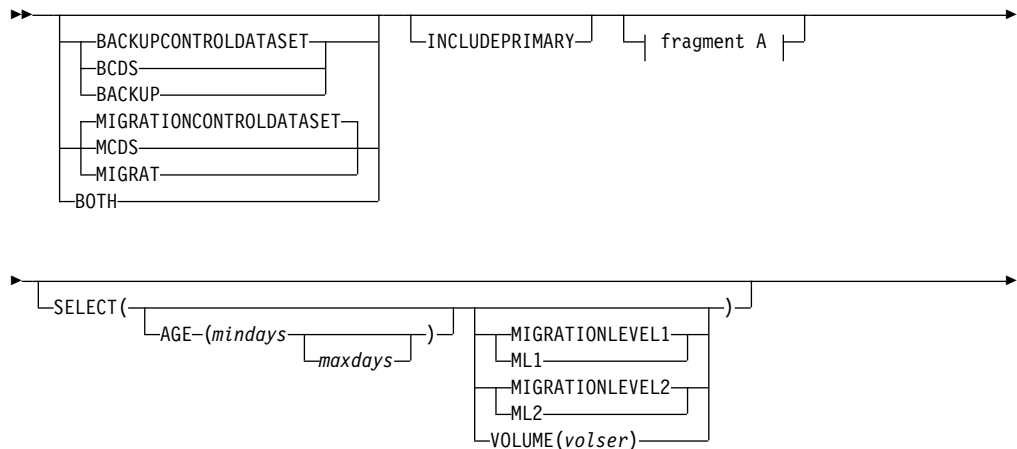 BACKUPCONTROLDATASET
BCDS
BACKUP
MIGRATIONCONTROLDATASET
MCDS
MIGRAT
BOTH
INCLUDEPRIMARY
fragment A
SELECT( )
AGE (mindays )
maxdays
MIGRATIONLEVEL1
ML1
MIGRATIONLEVEL2
ML2
VOLUME(volser)